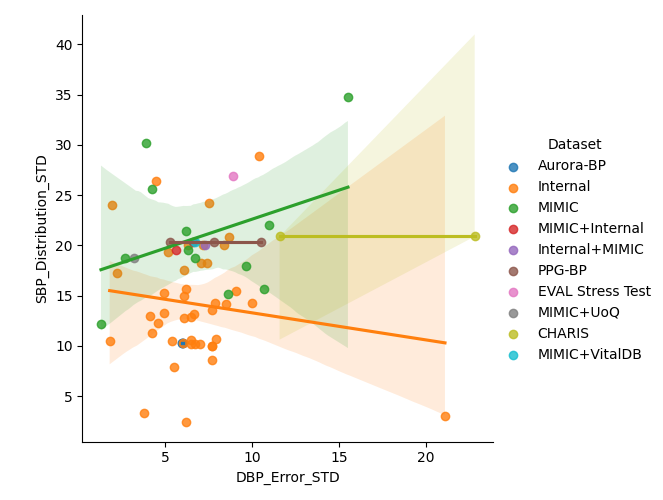 40
35
30
25
20
15
10
5
SBP_Distribution_STD
5
10
15
20
DBP_Error_STD
Dataset
Aurora-BP
Internal
MIMIC
MIMIC+Internal
Internal+MIMIC
PPG-BP
EVAL Stress Test
MIMIC+UoQ
CHARIS
MIMIC+VitalDB